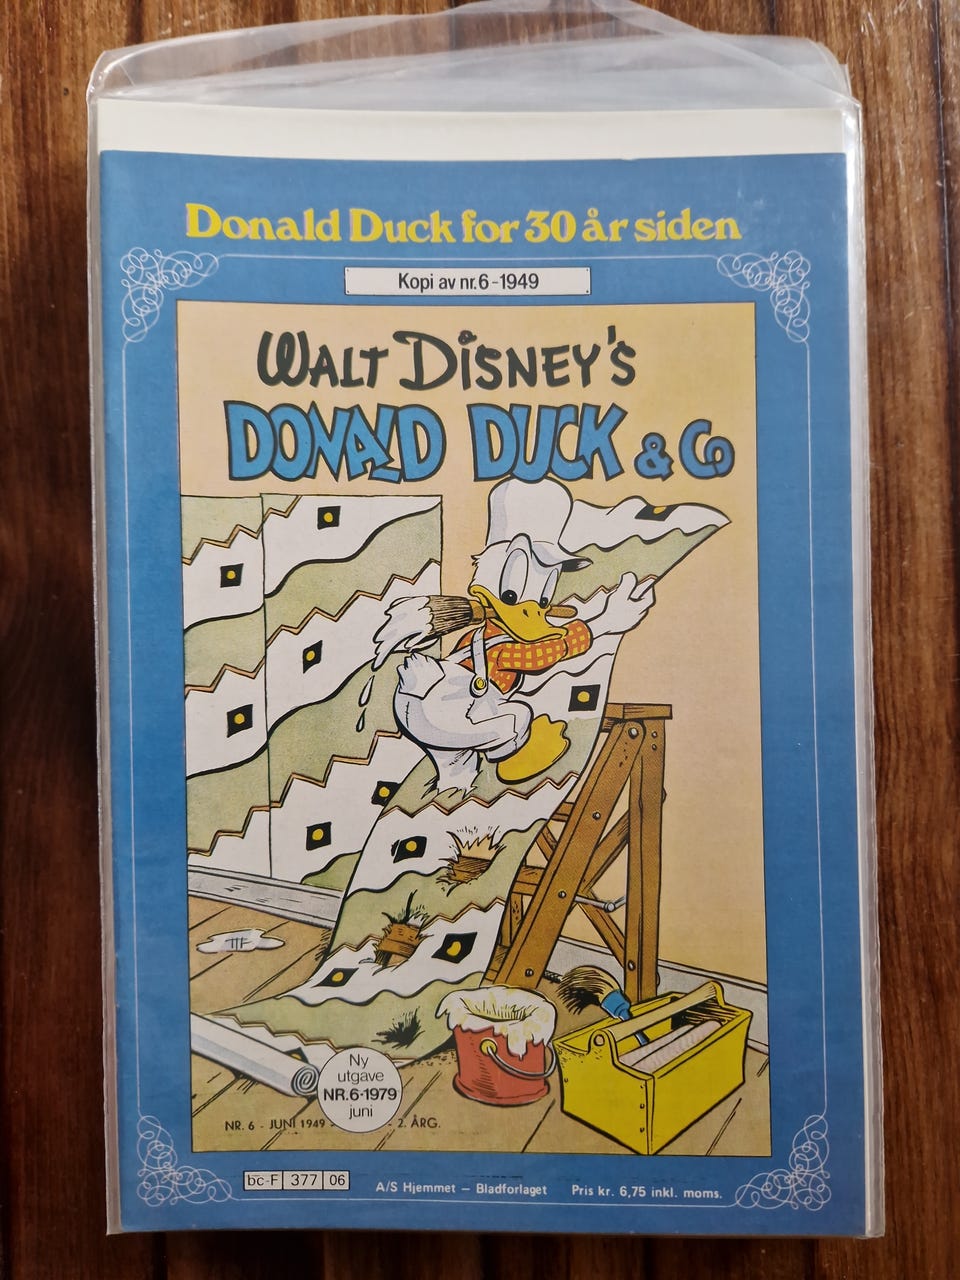 Donald Duck for 30 år siden
Kopi av nr. 6-1949
WALT DISNEY'S
DONALD DUCK & Co
Ny
utgave
NR. 6-1979
juni
NR. 6 - JUNI 1949 - - 2. ÅRG.
bc-F 377 06
A/S Hjemmet — Bladforlaget Pris kr. 6,75 inkl. moms.